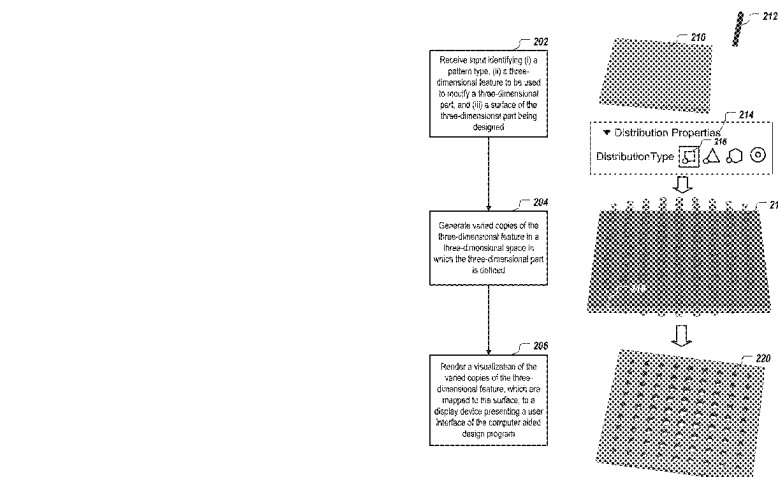 202
Receive input identifying (i) a
pattern type, (ii) a three-
dimensional feature to be used
to modify a three-dimensional
part, and (iii) a surface of the
three-dimensional part being
designed
204
Generate varied copies of the
three-dimensional feature in a
three-dimensional space in
which the three-dimensional part
is defined
206
Render a visualization of the
varied copies of the three-
dimensional feature, which are
mapped to the surface, to a
display device presenting a user
interface of the computer aided
design program
212
210
214
Distribution Properties
216
Distribution Type
21
220